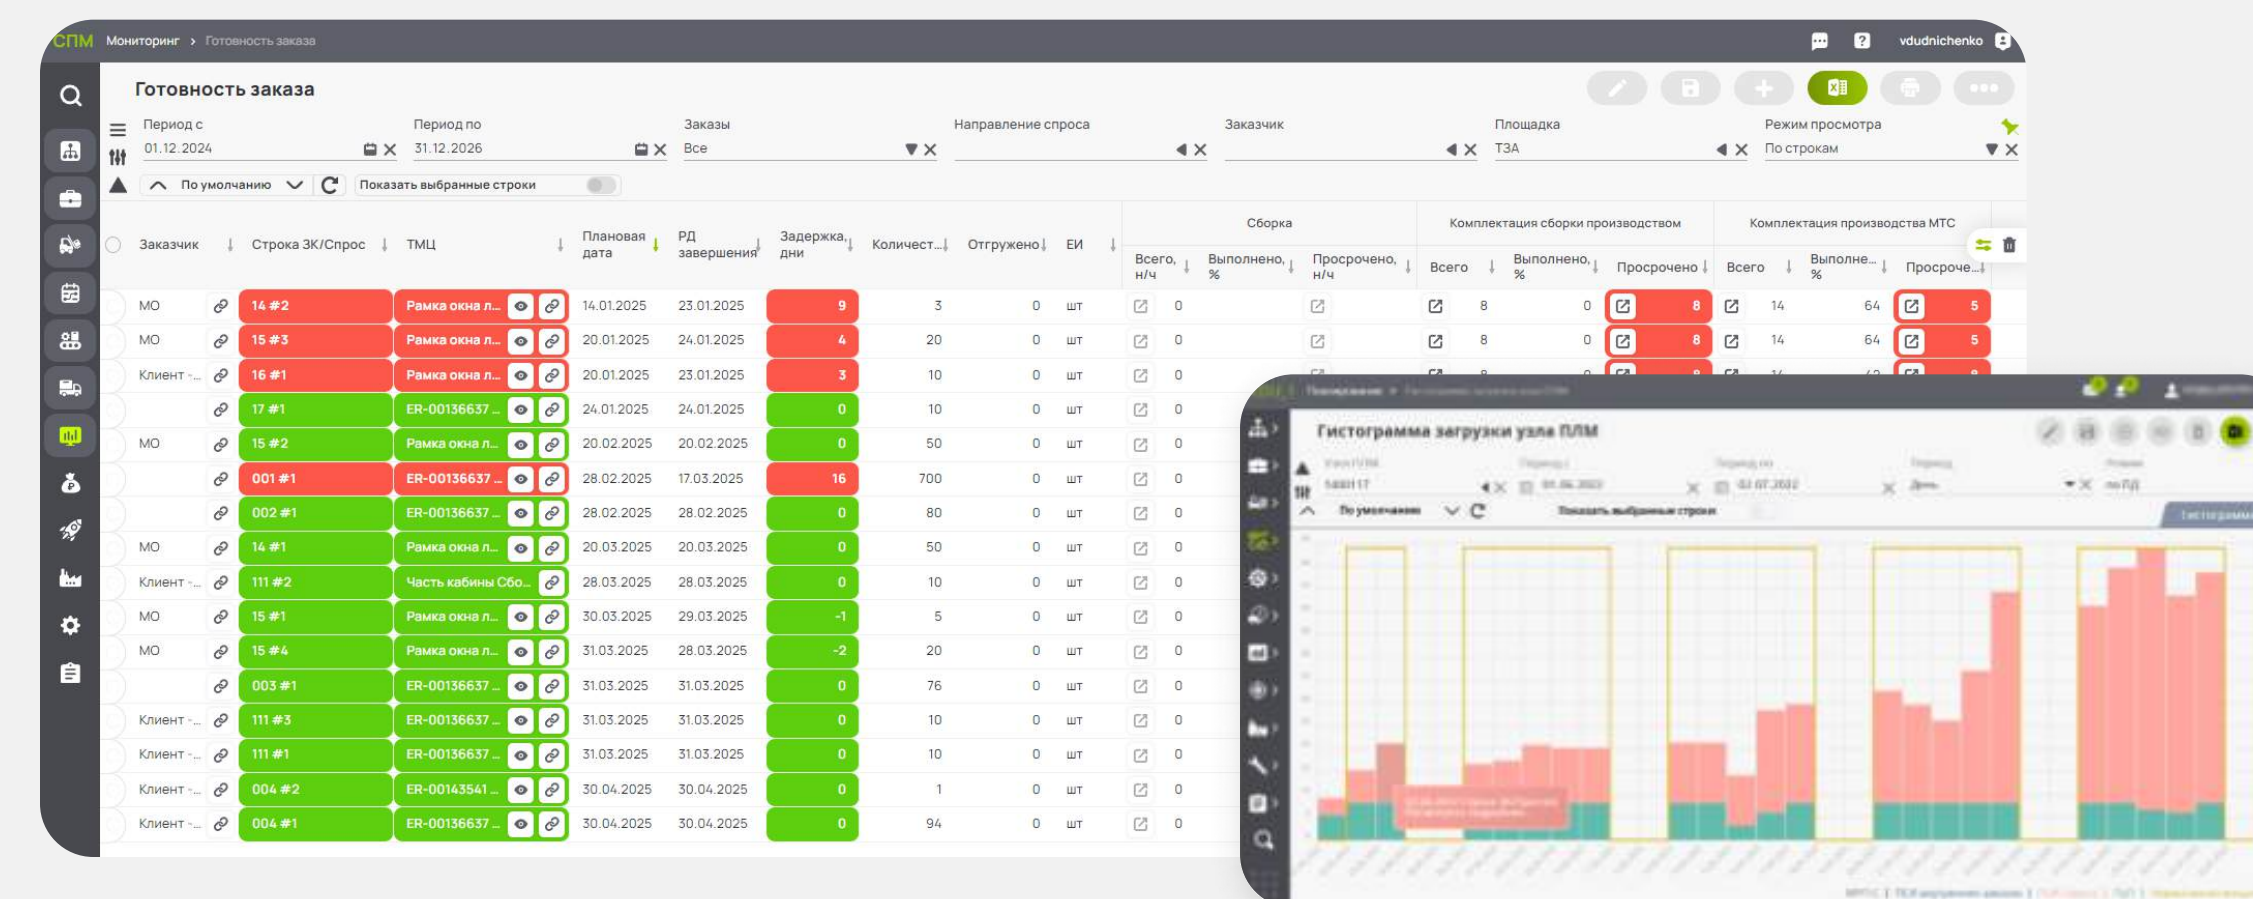 СПМ Мониторинг > Готовность заказа vdudnichenko
Готовность заказа
Период с Период по Заказы Направление спроса Заказчик Площадка Режим просмотра
01.12.2024 31.12.2026 Все ТЗА По строкам
По умолчанию Показать выбранные строки
Сборка Комплектация сборки производством Комплектация производства МТС
Заказчик Строка ЗК/Спрос ТМЦ Плановая дата РД завершения Задержка, дни Количест... Отгружено ЕИ Всего, н/ч Выполнено, % Просрочено, н/ч Всего Выполнено, % Просрочено Всего Выполне... % Просроче...
МО 14 #2 Рамка окна л... 14.01.2025 23.01.2025 9 3 0 шт 0 8 0 8 14 64 5
МО 15 #3 Рамка окна л... 20.01.2025 24.01.2025 4 20 0 шт 0 8 0 8 14 64 5
Клиент -... 16 #1 Рамка окна л... 20.01.2025 23.01.2025 3 10 0 шт 0
17 #1 ER-00136637 ... 24.01.2025 24.01.2025 0 10 0 шт 0
МО 15 #2 Рамка окна л... 20.02.2025 20.02.2025 0 50 0 шт 0
001 #1 ER-00136637 ... 28.02.2025 17.03.2025 16 700 0 шт 0
002 #1 ER-00136637 ... 28.02.2025 28.02.2025 0 80 0 шт 0
МО 14 #1 Рамка окна л... 20.03.2025 20.03.2025 0 50 0 шт 0
Клиент -... 111 #2 Часть кабины Сбо... 28.03.2025 28.03.2025 0 10 0 шт 0
МО 15 #1 Рамка окна л... 30.03.2025 29.03.2025 -1 5 0 шт 0
МО 15 #4 Рамка окна л... 31.03.2025 28.03.2025 -2 20 0 шт 0
003 #1 ER-00136637 ... 31.03.2025 31.03.2025 0 76 0 шт 0
Клиент -... 111 #3 ER-00136637 ... 31.03.2025 31.03.2025 0 10 0 шт 0
Клиент -... 111 #1 ER-00136637 ... 31.03.2025 31.03.2025 0 10 0 шт 0
Клиент -... 004 #2 ER-00143541 ... 30.04.2025 30.04.2025 0 1 0 шт 0
Клиент -... 004 #1 ER-00136637 ... 30.04.2025 30.04.2025 0 94 0 шт 0
Гистограмма загрузки узла ПЛМ
По умолчанию Показать выбранные строки